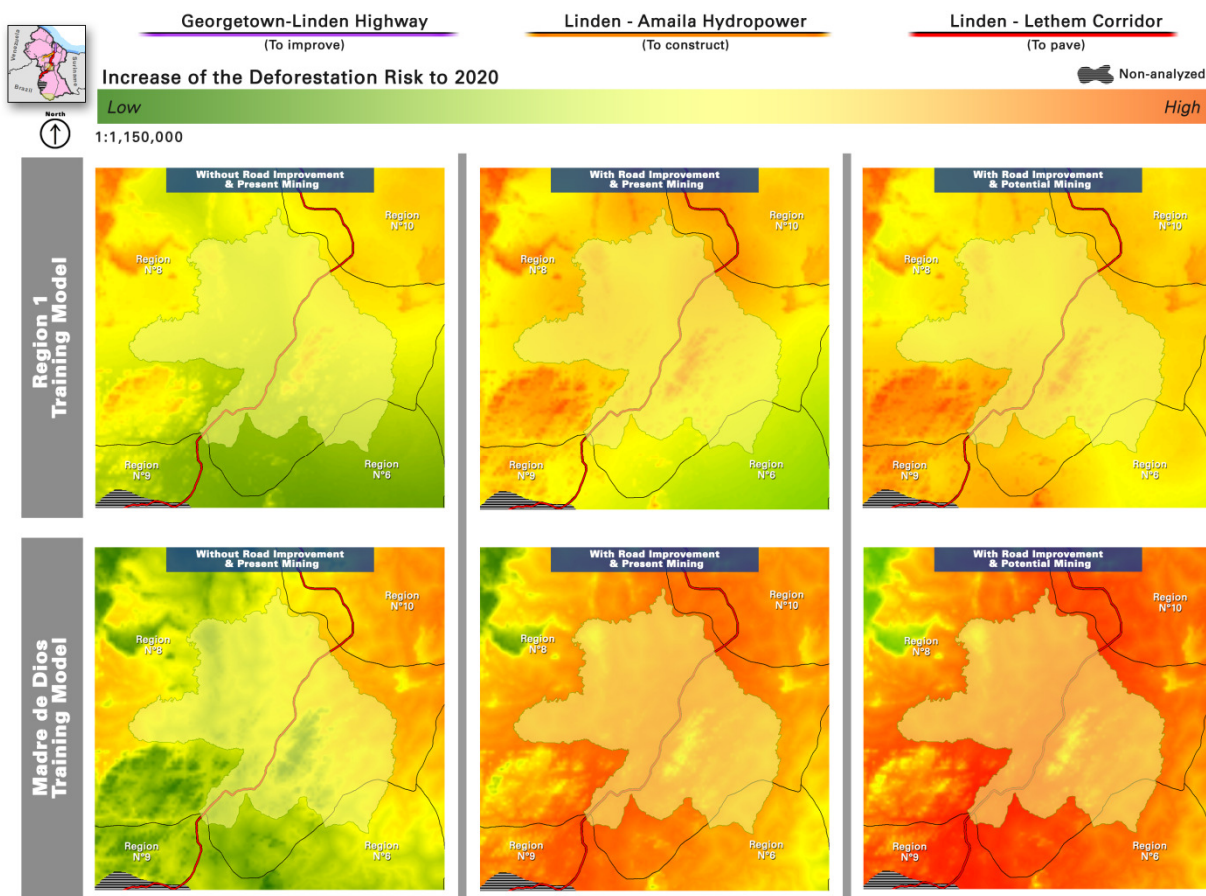 Georgetown-Linden Highway
(To improve)
Linden - Amaila Hydropower
(To construct)
Linden - Lethem Corridor
(To pave)
Venezuela
Suriname
Brazil
Increase of the Deforestation Risk to 2020
Non-analyzed
Low
High
North
1:1,150,000
Region 1
Training Model
Without Road Improvement
& Present Mining
Region
N°10
Region
N°8
Region
N°9
Region
N°6
With Road Improvement
& Present Mining
Region
N°10
Region
N°8
Region
N°9
Region
N°6
With Road Improvement
& Potential Mining
Region
N°10
Region
N°8
Region
N°9
Region
N°6
Madre de Dios
Training Model
Without Road Improvement
& Present Mining
Region
N°10
Region
N°8
Region
N°9
Region
N°6
With Road Improvement
& Present Mining
Region
N°10
Region
N°8
Region
N°9
Region
N°6
With Road Improvement
& Potential Mining
Region
N°10
Region
N°8
Region
N°9
Region
N°6